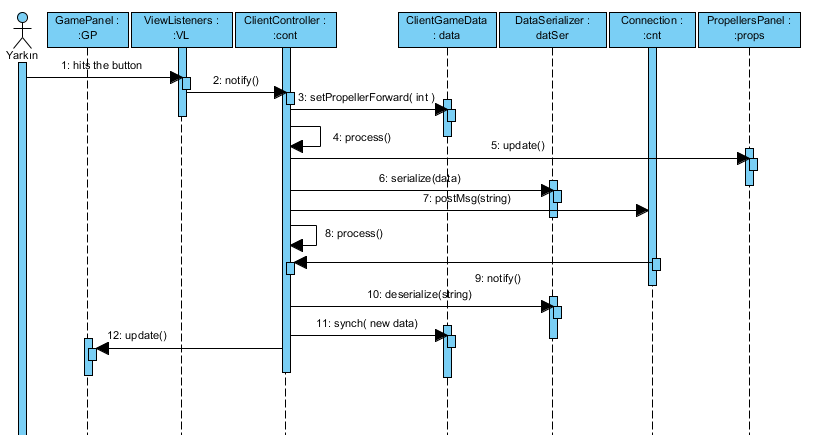 GamePanel :
:GP
ViewListeners :
:VL
ClientController :
:cont
ClientGameData
: data
DataSerializer :
datSer
Connection :
:cnt
PropellersPanel :
:props
Yarkın
1: hits the button
2: notify()
3: setPropellerForward( int )
4: process()
5: update()
6: serialize(data)
7: postMsg(string)
8: process()
9: notify()
10: deserialize(string)
11: synch( new data)
12: update()